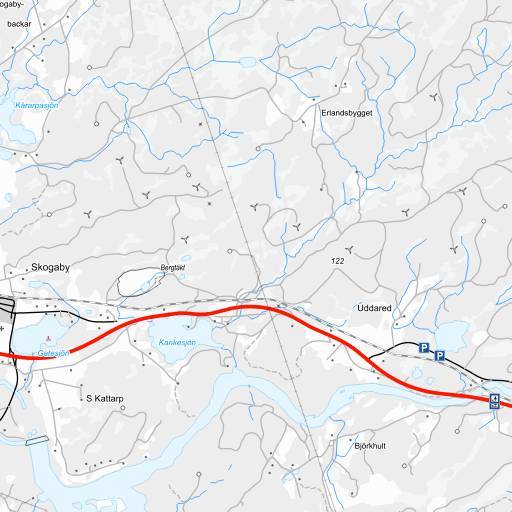 Skogaby-
backar
Kårarpasjön
Erlandsbygget
Skogaby
Bergtäkt
122
Uddared
P
P
Gatesjön
Kankesjön
S Kattarp
Björkhult